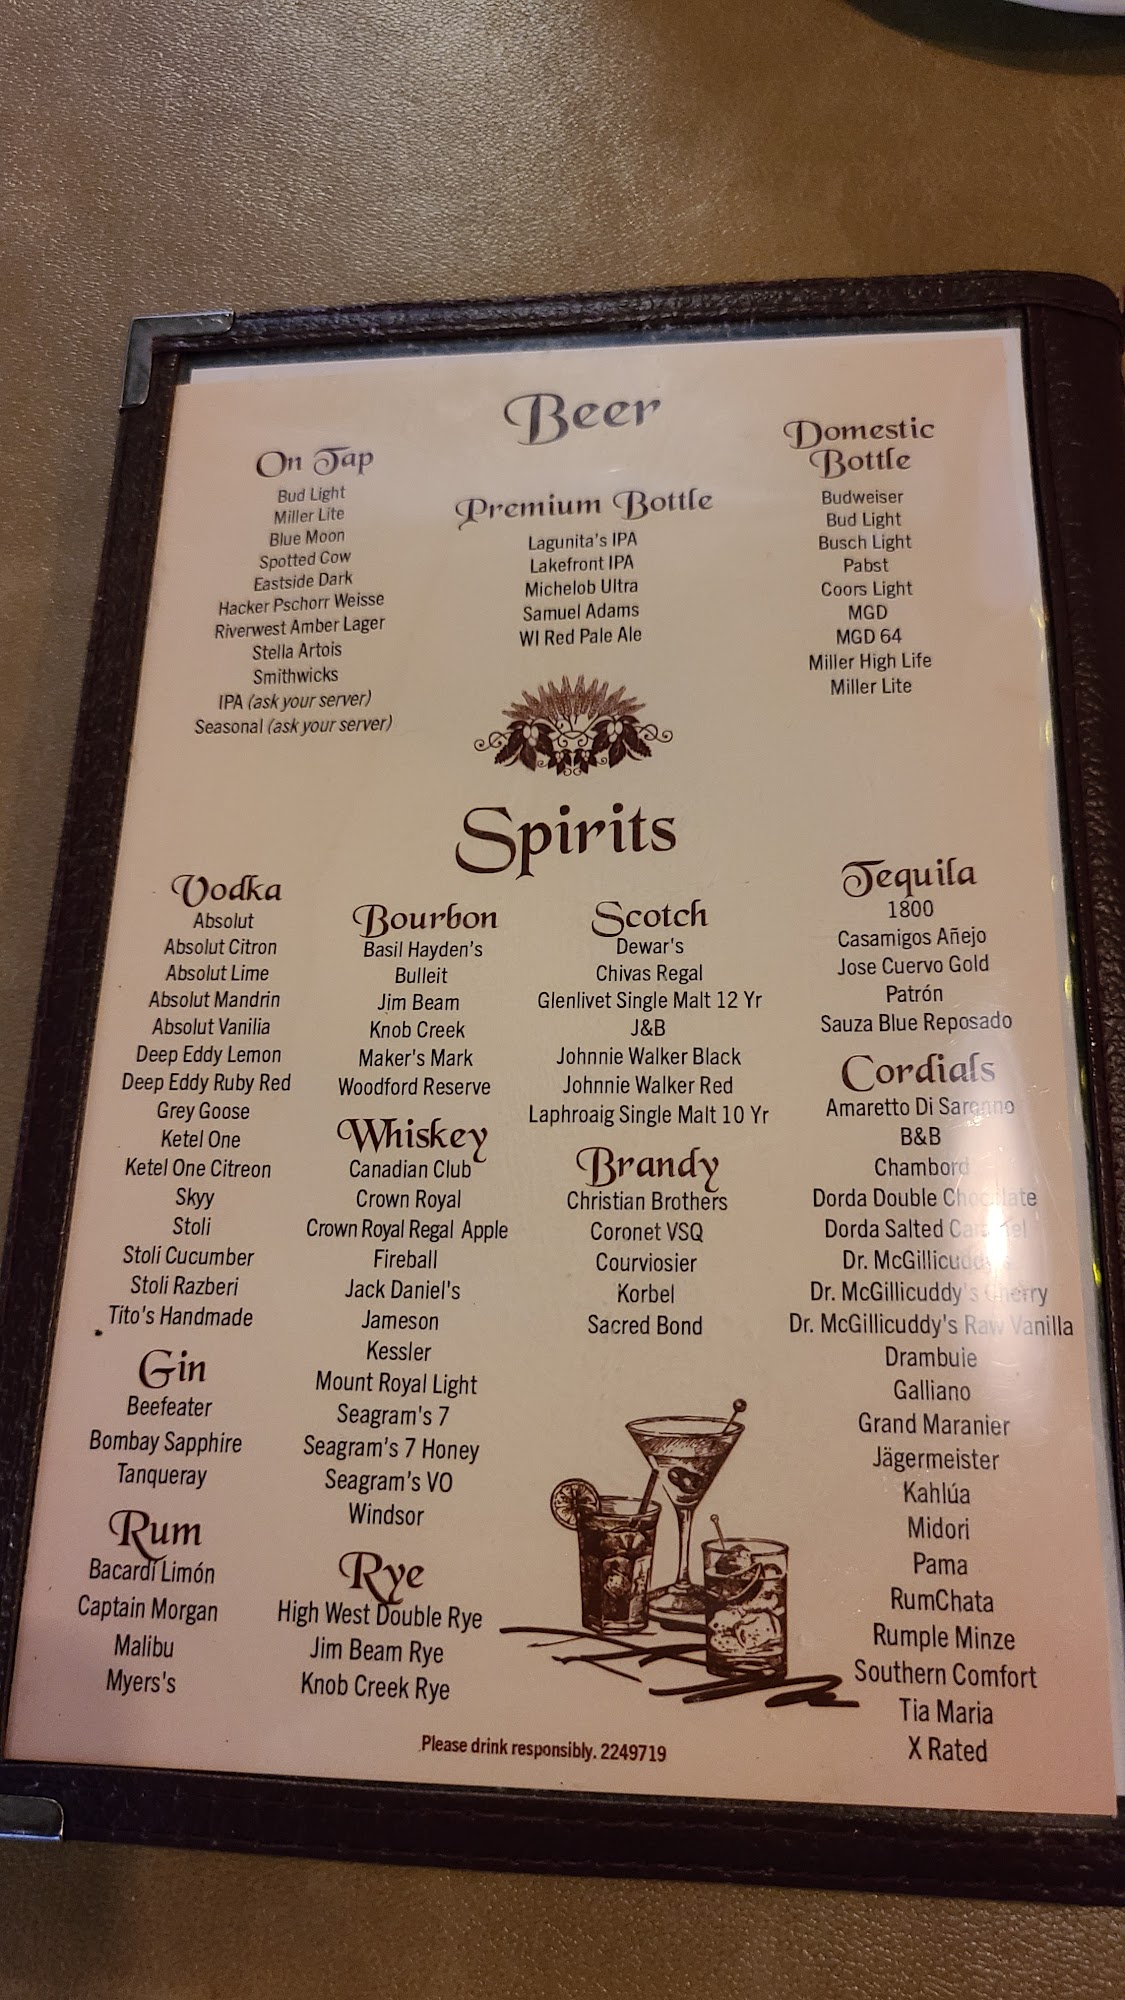 Beer
On Tap
Bud Light
Miller Lite
Blue Moon
Spotted Cow
Eastside Dark
Hacker Pschorr Weisse
Riverwest Amber Lager
Stella Artois
Smithwicks
IPA (ask your server)
Seasonal (ask your server)
Premium Bottle
Lagunita's IPA
Lakefront IPA
Michelob Ultra
Samuel Adams
WI Red Pale Ale
Domestic
Bottle
Budweiser
Bud Light
Busch Light
Pabst
Coors Light
MGD
MGD 64
Miller High Life
Miller Lite
Spirits
Vodka
Absolut
Absolut Citron
Absolut Lime
Absolut Mandrin
Absolut Vanilia
Deep Eddy Lemon
Deep Eddy Ruby Red
Grey Goose
Ketel One
Ketel One Citreon
Skyy
Stoli
Stoli Cucumber
Stoli Razberi
Tito's Handmade
Gin
Beefeater
Bombay Sapphire
Tanqueray
Rum
Bacardí Limón
Captain Morgan
Malibu
Myers's
Bourbon
Basil Hayden's
Bulleit
Jim Beam
Knob Creek
Maker's Mark
Woodford Reserve
Whiskey
Canadian Club
Crown Royal
Crown Royal Regal Apple
Fireball
Jack Daniel's
Jameson
Kessler
Mount Royal Light
Seagram's 7
Seagram's 7 Honey
Seagram's VO
Windsor
Rye
High West Double Rye
Jim Beam Rye
Knob Creek Rye
Scotch
Dewar's
Chivas Regal
Glenlivet Single Malt 12 Yr
J&B
Johnnie Walker Black
Johnnie Walker Red
Laphroaig Single Malt 10 Yr
Brandy
Christian Brothers
Coronet VSQ
Courviosier
Korbel
Sacred Bond
Tequila
1800
Casamigos Añejo
Jose Cuervo Gold
Patrón
Sauza Blue Reposado
Cordials
Amaretto Di Saronno
B&B
Chambord
Dorda Double Chocolate
Dorda Salted Caramel
Dr. McGillicuddy's
Dr. McGillicuddy's Cherry
Dr. McGillicuddy's Raw Vanilla
Drambuie
Galliano
Grand Maranier
Jägermeister
Kahlúa
Midori
Pama
RumChata
Rumple Minze
Southern Comfort
Tia Maria
X Rated
Please drink responsibly. 2249719